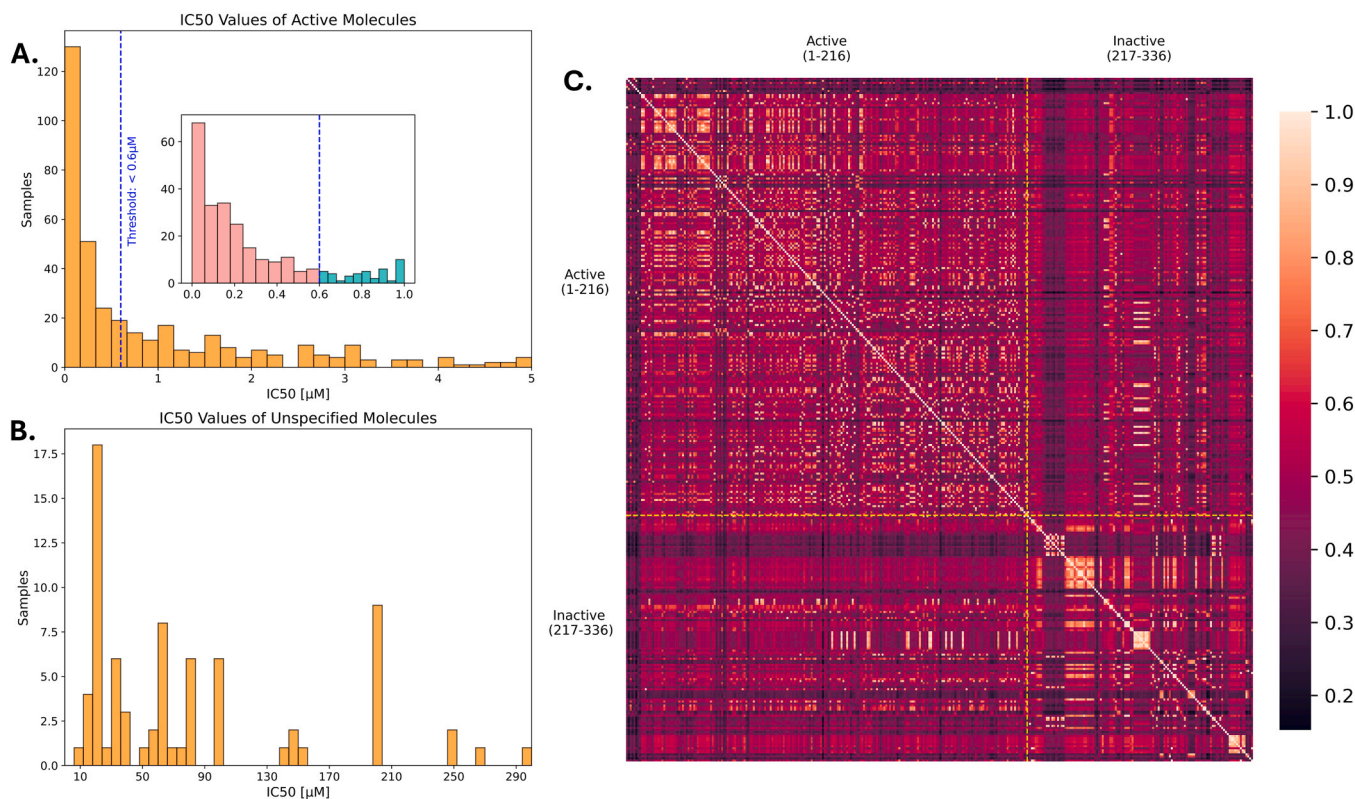 A.
IC50 Values of Active Molecules
Samples
120
100
80
60
40
20
0
Threshold: < 0.6μM
60
40
20
0
0.0 0.2 0.4 0.6 0.8 1.0
0 1 2 3 4 5
IC50 [μM]
B.
IC50 Values of Unspecified Molecules
Samples
17.5
15.0
12.5
10.0
7.5
5.0
2.5
0.0
10 50 90 130 170 210 250 290
IC50 [μM]
C.
Active
(1-216)
Inactive
(217-336)
Active
(1-216)
Inactive
(217-336)
1.0
0.9
0.8
0.7
0.6
0.5
0.4
0.3
0.2